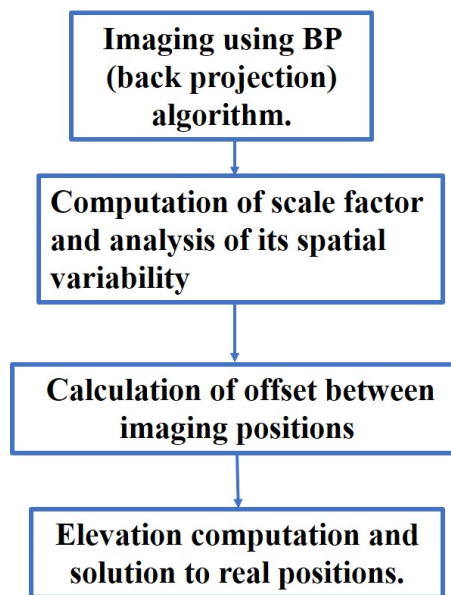 Imaging using BP
(back projection)
algorithm.
Computation of scale factor
and analysis of its spatial
variability
Calculation of offset between
imaging positions
Elevation computation and
solution to real positions.